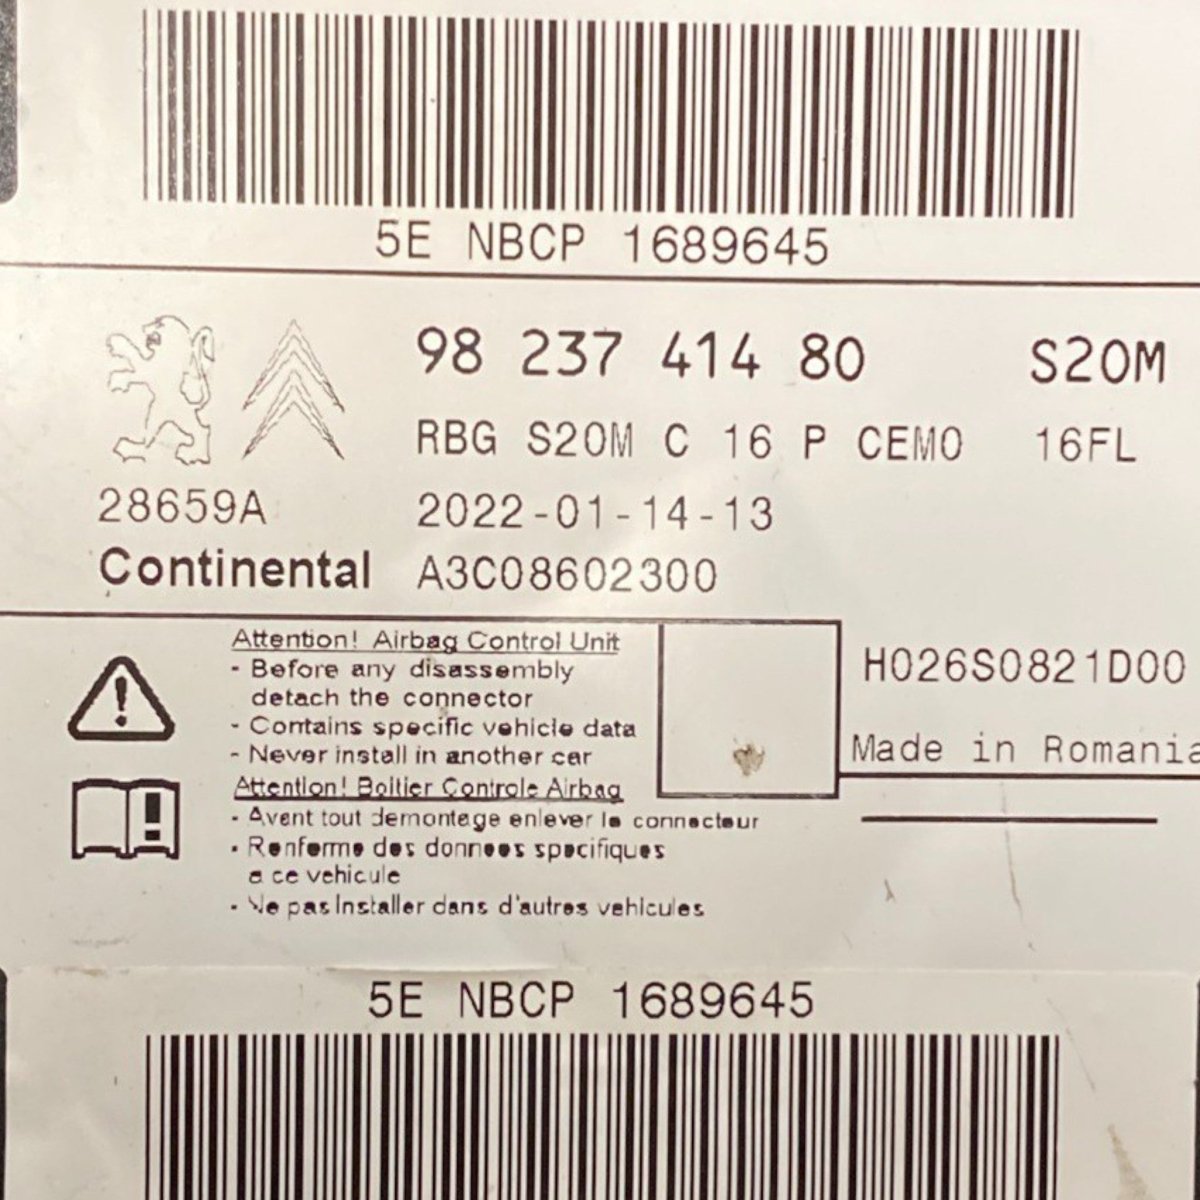 5E NBCP 1689645
98 237 414 80 S20M
RBG S20M C 16 P CEMO 16FL
28659A 2022-01-14-13
Continental A3C08602300
Attention! Airbag Control Unit
- Before any disassembly
detach the connector
- Contains specific vehicle data
- Never install in another car
H026S0821D00
Made in Romania
Attention! Boitier Controle Airbag
- Avant tout demontage enlever le connecteur
- Renferme des donnees specifiques
a ce vehicule
- Ne pas Installer dans d'autres vehicules
5E NBCP 1689645